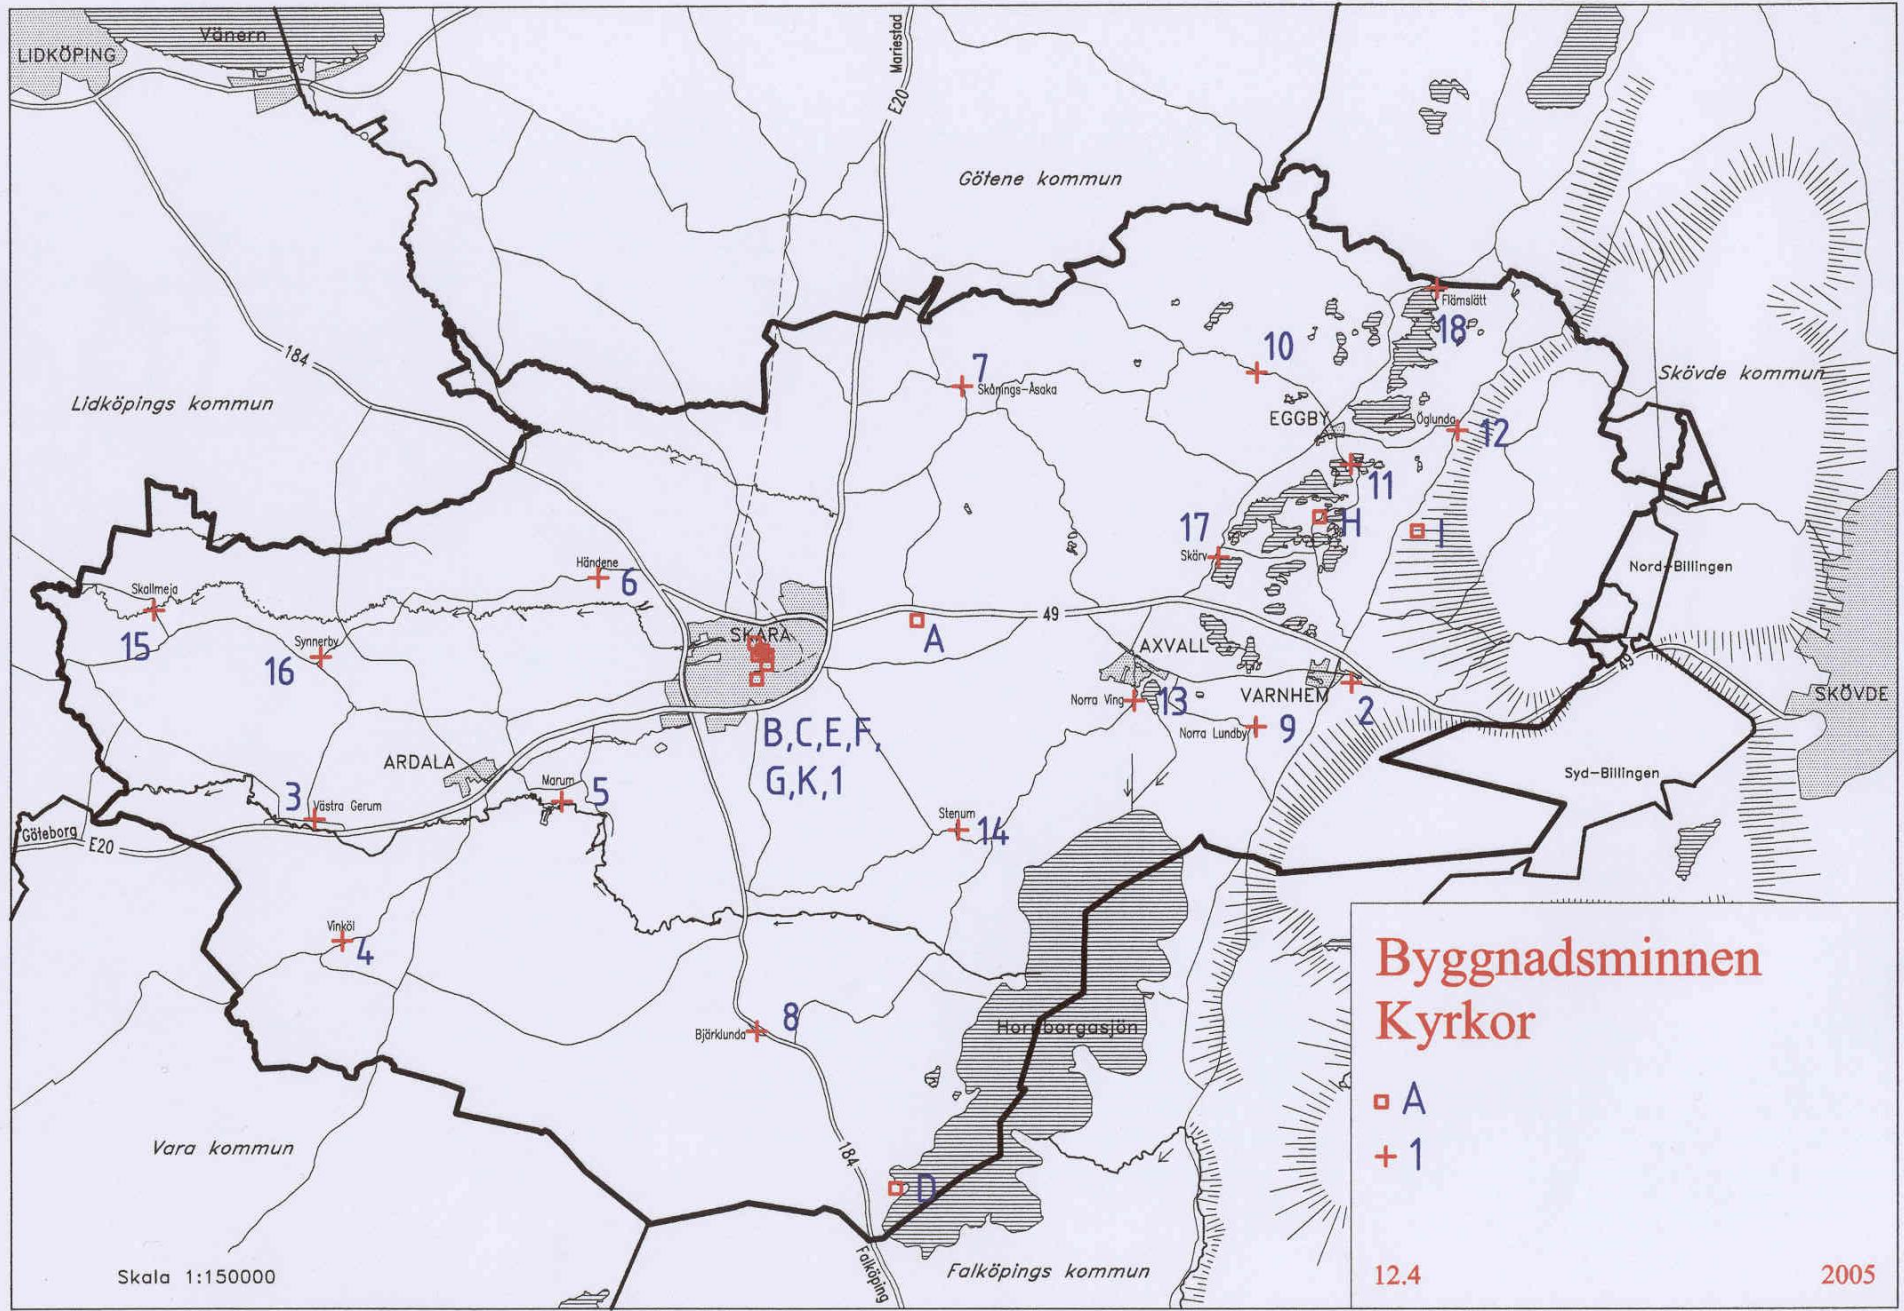 LIDKÖPING
Vänern
Mariestad
E20
Götene kommun
184
Lidköpings kommun
Skövde kommun
Flämslätt
18
10
7
Skånings-Åsaka
EGGBY
Öglunda
12
11
17
H
I
Skärv
Händene
6
Nord-Billingen
Skallmeja
15
Synnerby
16
SKARA
A
49
AXVALL
49
VARNHEM
2
SKÖVDE
Norra Ving
13
Norra Lundby
9
B,C,E,F,
G,K,1
ARDALA
Marum
5
3
Västra Gerum
Syd-Billingen
Göteborg
E20
Stenum
14
Vinköl
4
8
Bjärklunda
Hornborgasjön
Vara kommun
184
D
Falköping
Falköpings kommun
Skala 1:150000
Byggnadsminnen
Kyrkor
A
1
12.4
2005